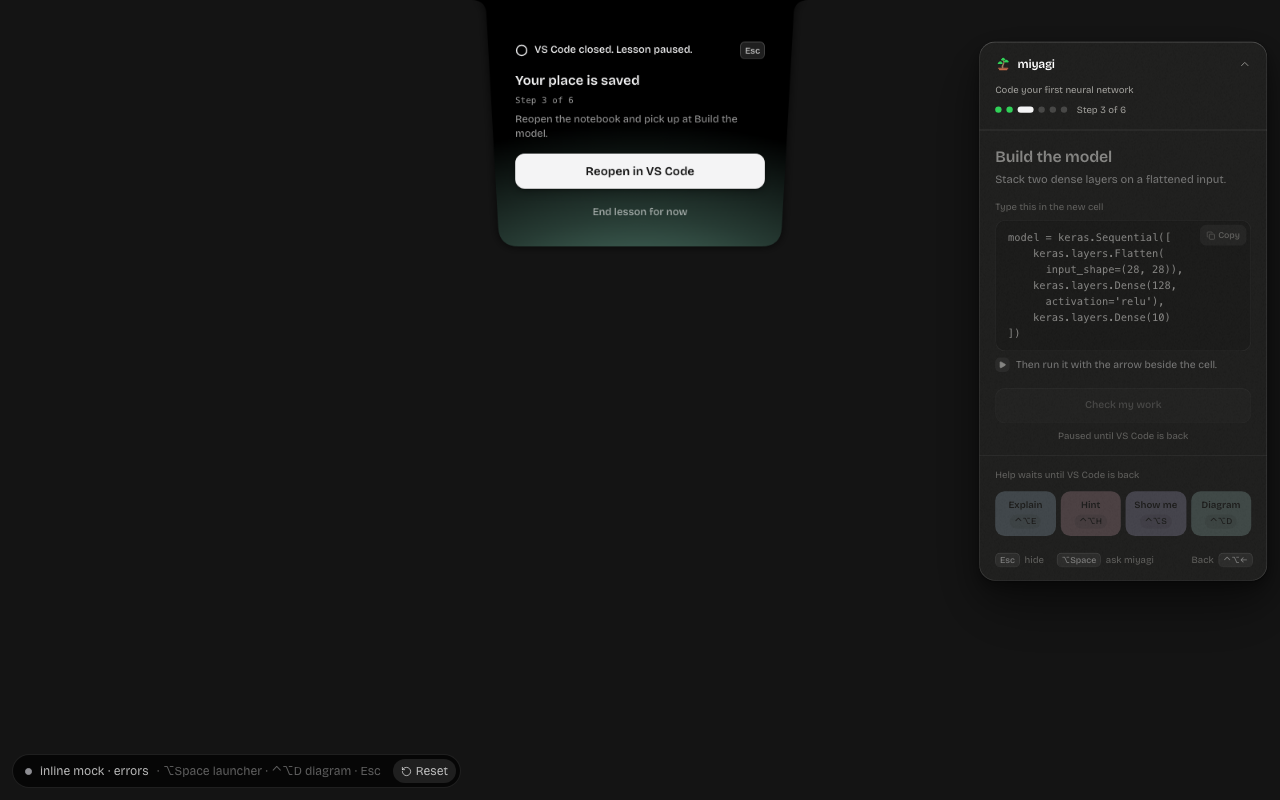 VS Code closed. Lesson paused.
Esc
Your place is saved
Step 3 of 6
Reopen the notebook and pick up at Build the
model.
Reopen in VS Code
End lesson for now
miyagi
Code your first neural network
Step 3 of 6
Build the model
Stack two dense layers on a flattened input.
Type this in the new cell
Copy
model = keras.Sequential([
    keras.layers.Flatten(
      input_shape=(28, 28)),
    keras.layers.Dense(128,
      activation='relu'),
    keras.layers.Dense(10)
])
Then run it with the arrow beside the cell.
Check my work
Paused until VS Code is back
Help waits until VS Code is back
Explain
⌃⌥E
Hint
⌃⌥H
Show me
⌃⌥S
Diagram
⌃⌥D
Esc hide ⌥Space ask miyagi Back ⌃⌥←
inline mock · errors · ⌥Space launcher · ⌃⌥D diagram · Esc Reset